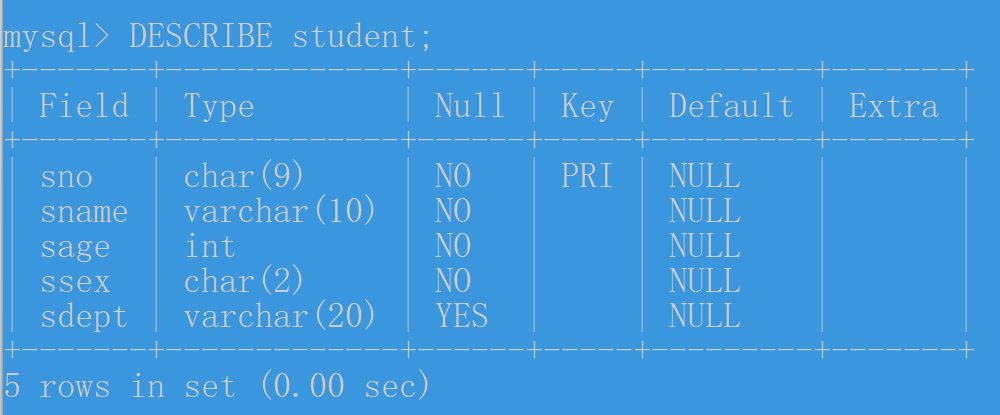 mysql> DESCRIBE student;
+-------+-------------+------+-----+---------+-------+
| Field | Type        | Null | Key | Default | Extra |
+-------+-------------+------+-----+---------+-------+
| sno   | char(9)     | NO   | PRI | NULL    |       |
| sname | varchar(10) | NO   |     | NULL    |       |
| sage  | int         | NO   |     | NULL    |       |
| ssex  | char(2)     | NO   |     | NULL    |       |
| sdept | varchar(20) | YES  |     | NULL    |       |
+-------+-------------+------+-----+---------+-------+
5 rows in set (0.00 sec)